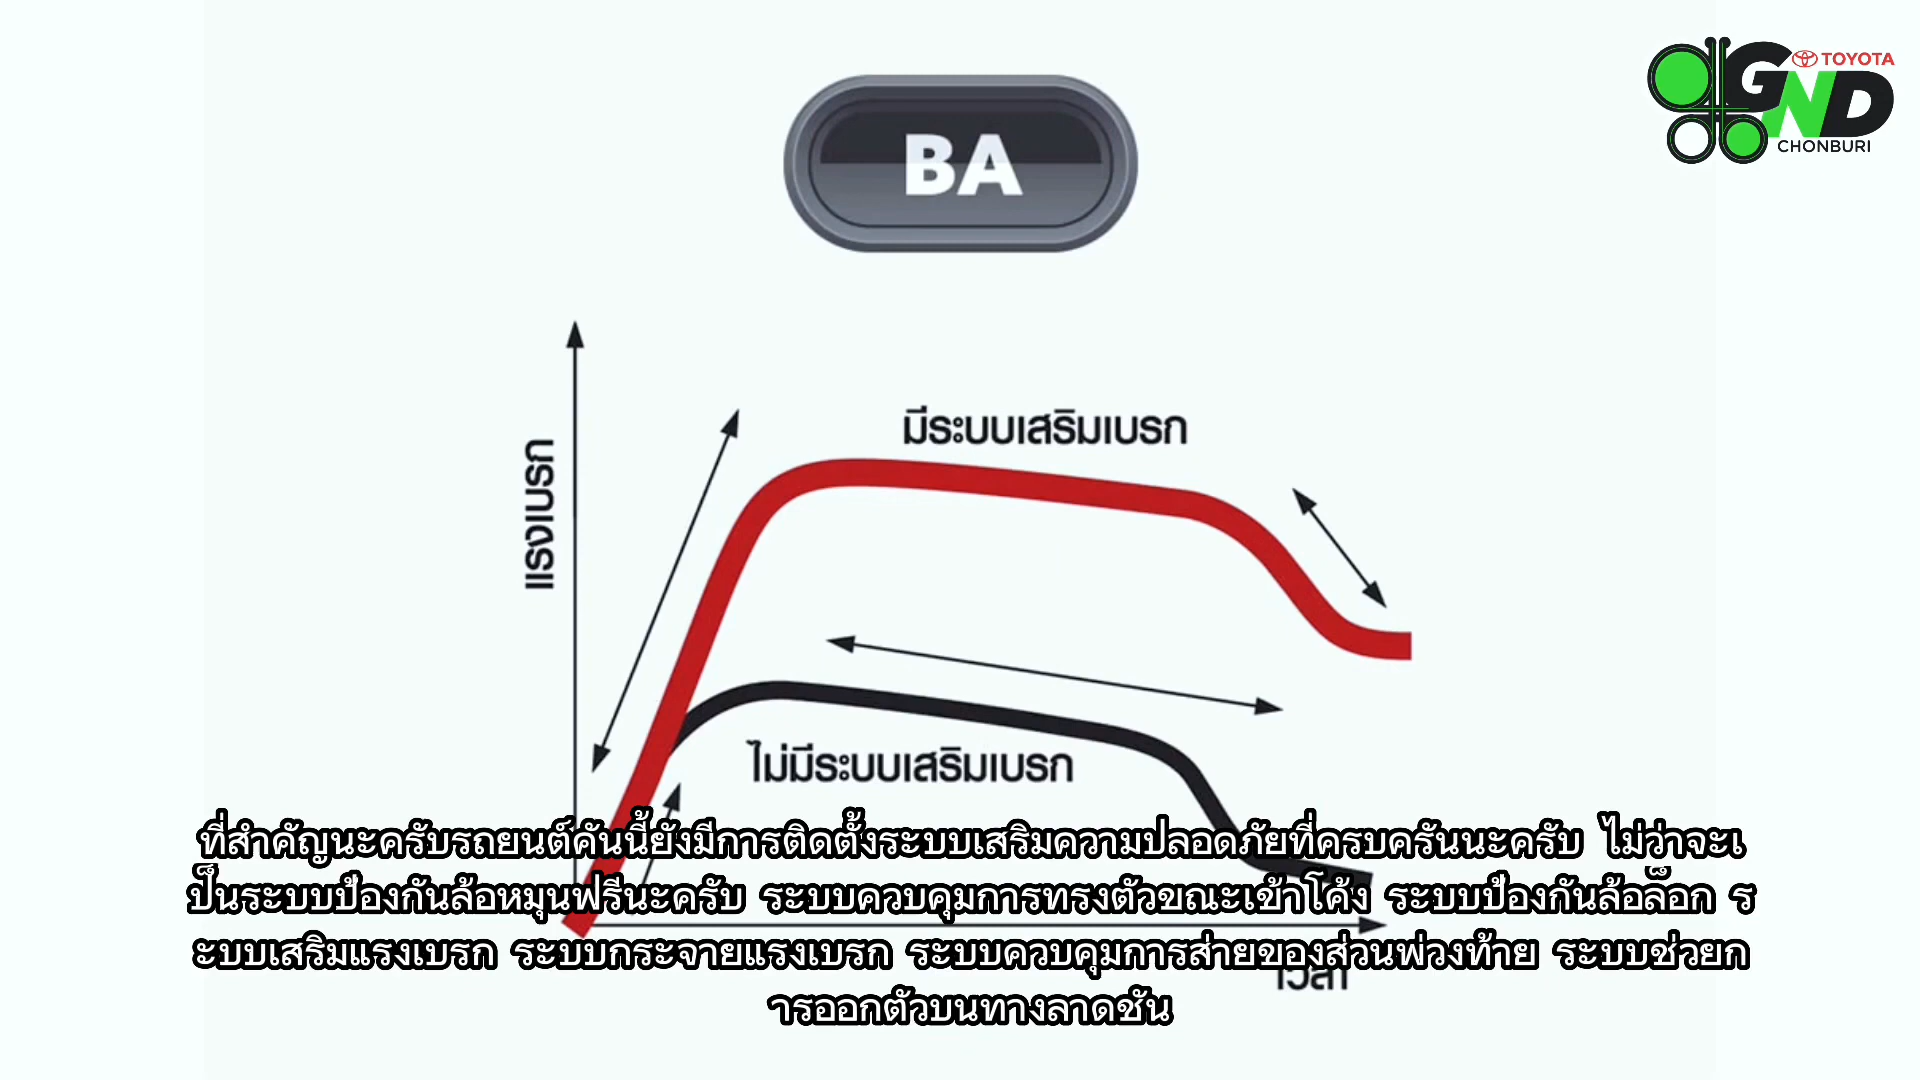 BA
GND
TOYOTA
CHONBURI
แรงเบรก
มีระบบเสริมเบรก
ไม่มีระบบเสริมเบรก
เวลา
ที่สำคัญนะครับรถยนต์คันนี้ยังมีการติดตั้งระบบเสริมความปลอดภัยที่ครบครันนะครับ ไม่ว่าจะเ
ป็นระบบป้องกันล้อหมุนฟรีนะครับ ระบบควบคุมการทรงตัวขณะเข้าโค้ง ระบบป้องกันล้อล็อก ร
ะบบเสริมแรงเบรก ระบบกระจายแรงเบรก ระบบควบคุมการส่ายของส่วนพ่วงท้าย ระบบช่วยก
ารออกตัวบนทางลาดชัน